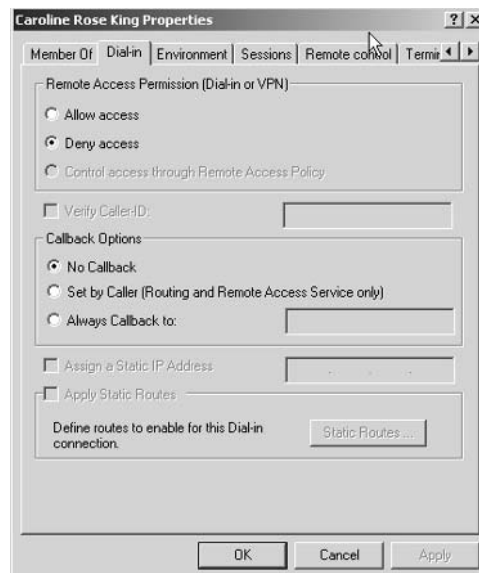 Caroline Rose King Properties
Member Of Dial-in Environment Sessions Remote control
Remote Access Permission (Dial-in or VPN)
Allow access
Deny access
Control access through Remote Access Policy
Verify Caller-ID:
Callback Options
No Callback
Set by Caller (Routing and Remote Access Service only)
Always Callback to:
Assign a Static IP Address
Apply Static Routes
Define routes to enable for this Dial-in
connection.
Static Routes ...
OK Cancel Apply